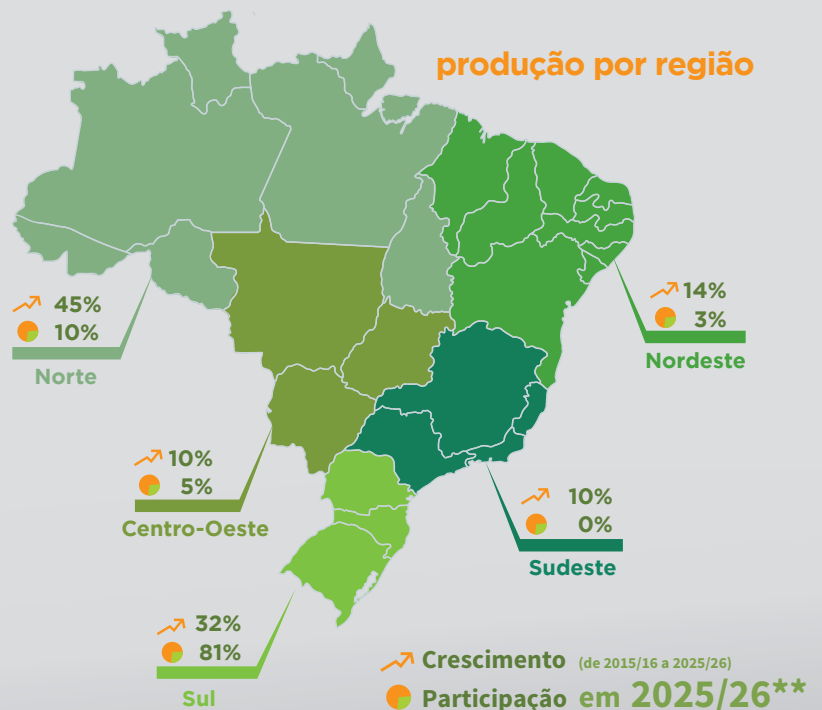 produção por região
45%
10%
Norte
14%
3%
Nordeste
10%
5%
Centro-Oeste
10%
0%
Sudeste
32%
81%
Sul
Crescimento (de 2015/16 a 2025/26)
Participação em 2025/26**